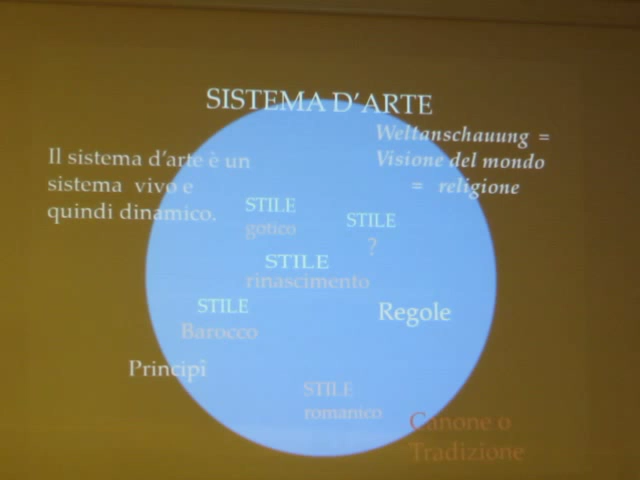 SISTEMA D'ARTE
Weltanschauung =
Visione del mondo
= religione
Il sistema d'arte è un
sistema vivo e
quindi dinamico.
STILE
gotico
STILE
?
STILE
rinascimento
STILE
Barocco
Regole
Principî
STILE
romanico
Canone o
Tradizione